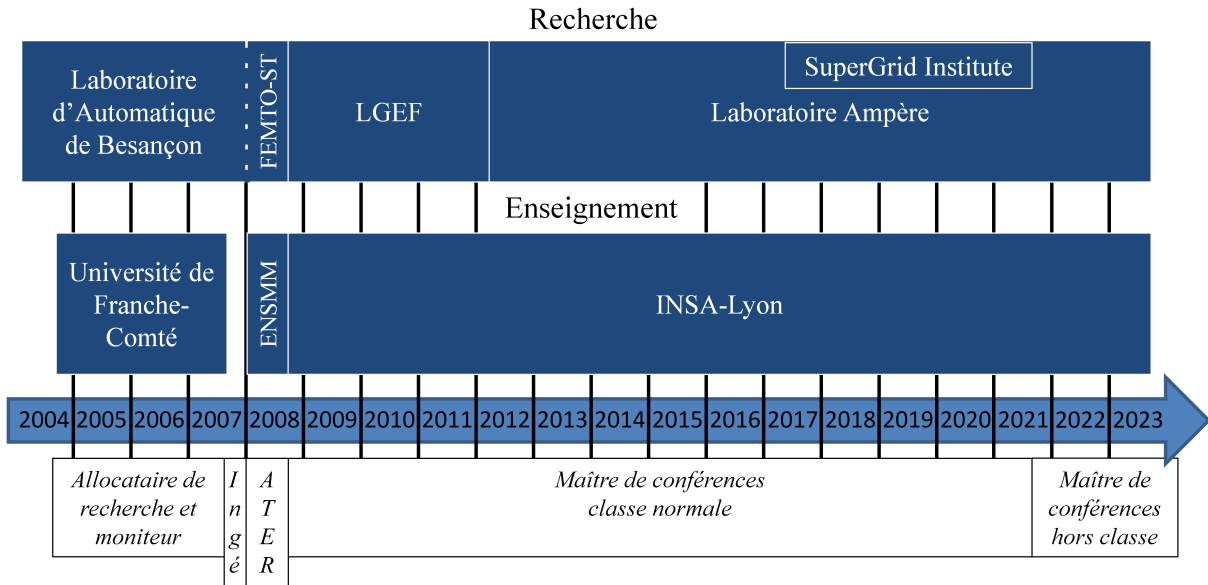 Recherche
Laboratoire
d’Automatique
de Besançon
FEMTO-ST
LGEF
SuperGrid Institute
Laboratoire Ampère
Enseignement
Université de
Franche-
Comté
ENSMM
INSA-Lyon
2004 2005 2006 2007 2008 2009 2010 2011 2012 2013 2014 2015 2016 2017 2018 2019 2020 2021 2022 2023
Allocataire de
recherche et
moniteur
I
n
g
é
A
T
E
R
Maître de conférences
classe normale
Maître de
conférences
hors classe